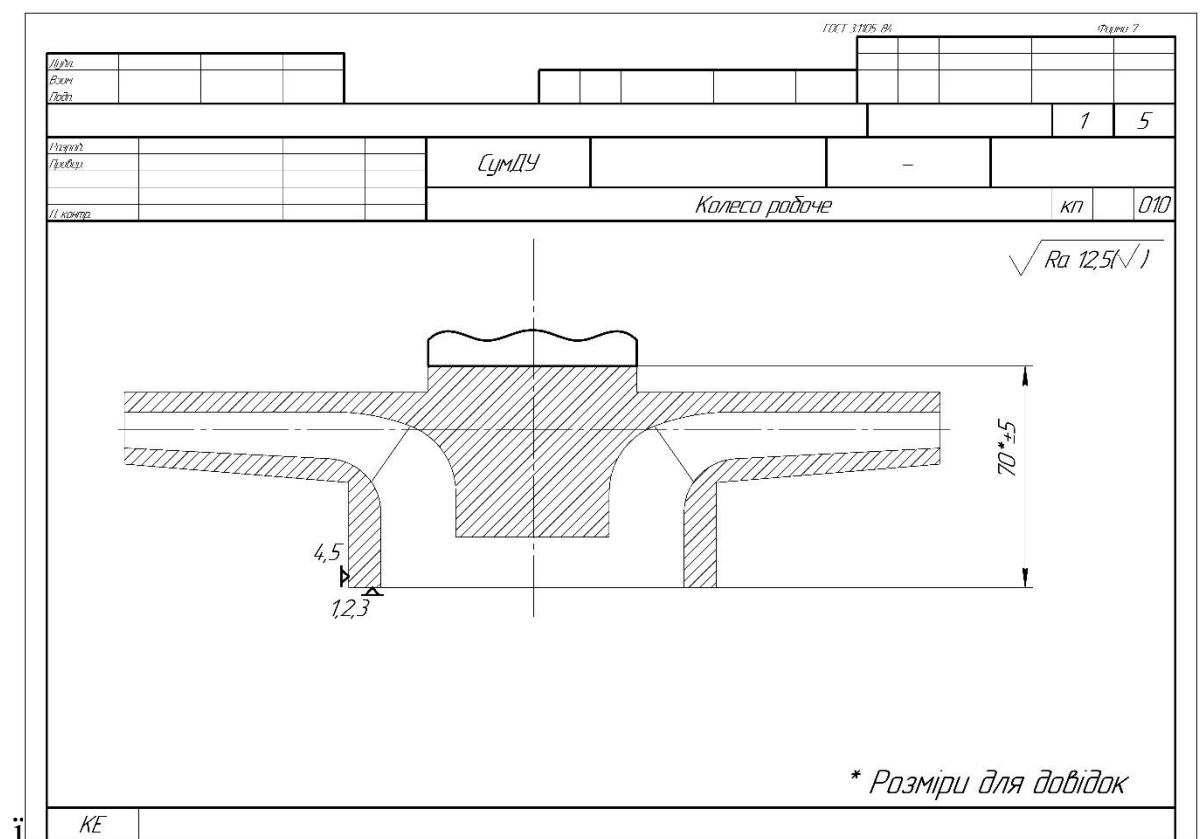 ГОСТ 3.1105-84 Форма 7
Дубл.
Взам.
Подп.
1 5
Разраб.
Провер.
СумДУ –
Н. контр.
Колесо робоче КП 010
Ra 12,5(√)
70*±5
4,5
1,2,3
* Розміри для довідок
КЕ
ї